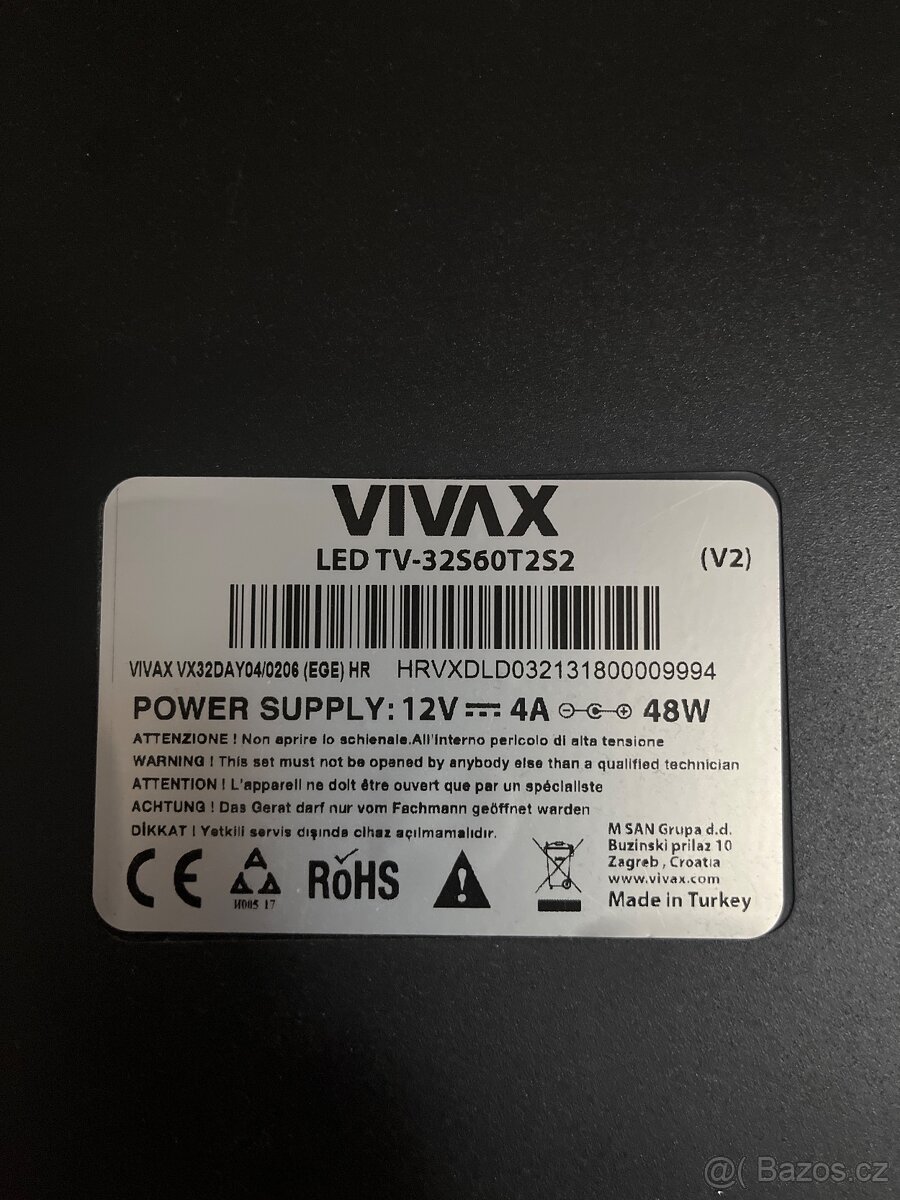 VIVAX
LED TV-32S60T2S2 (V2)
VIVAX VX32DAY04/0206 (EGE) HR HRVXDLD032131800009994
POWER SUPPLY: 12V 4A 48W
ATTENZIONE ! Non aprire lo schienale.All'interno pericolo di alta tensione
WARNING ! This set must not be opened by anybody else than a qualified technician
ATTENTION ! L'appareil ne doit être ouvert que par un spécialiste
ACHTUNG ! Das Gerat darf nur vom Fachmann geöffnet warden
DİKKAT ! Yetkili servis dışında cihaz açılmamalıdır.
M SAN Grupa d.d.
Buzinski prilaz 10
Zagreb , Croatia
www.vivax.com
Made in Turkey
CE
A
AA
И005 17
RoHS
@( Bazos.cz